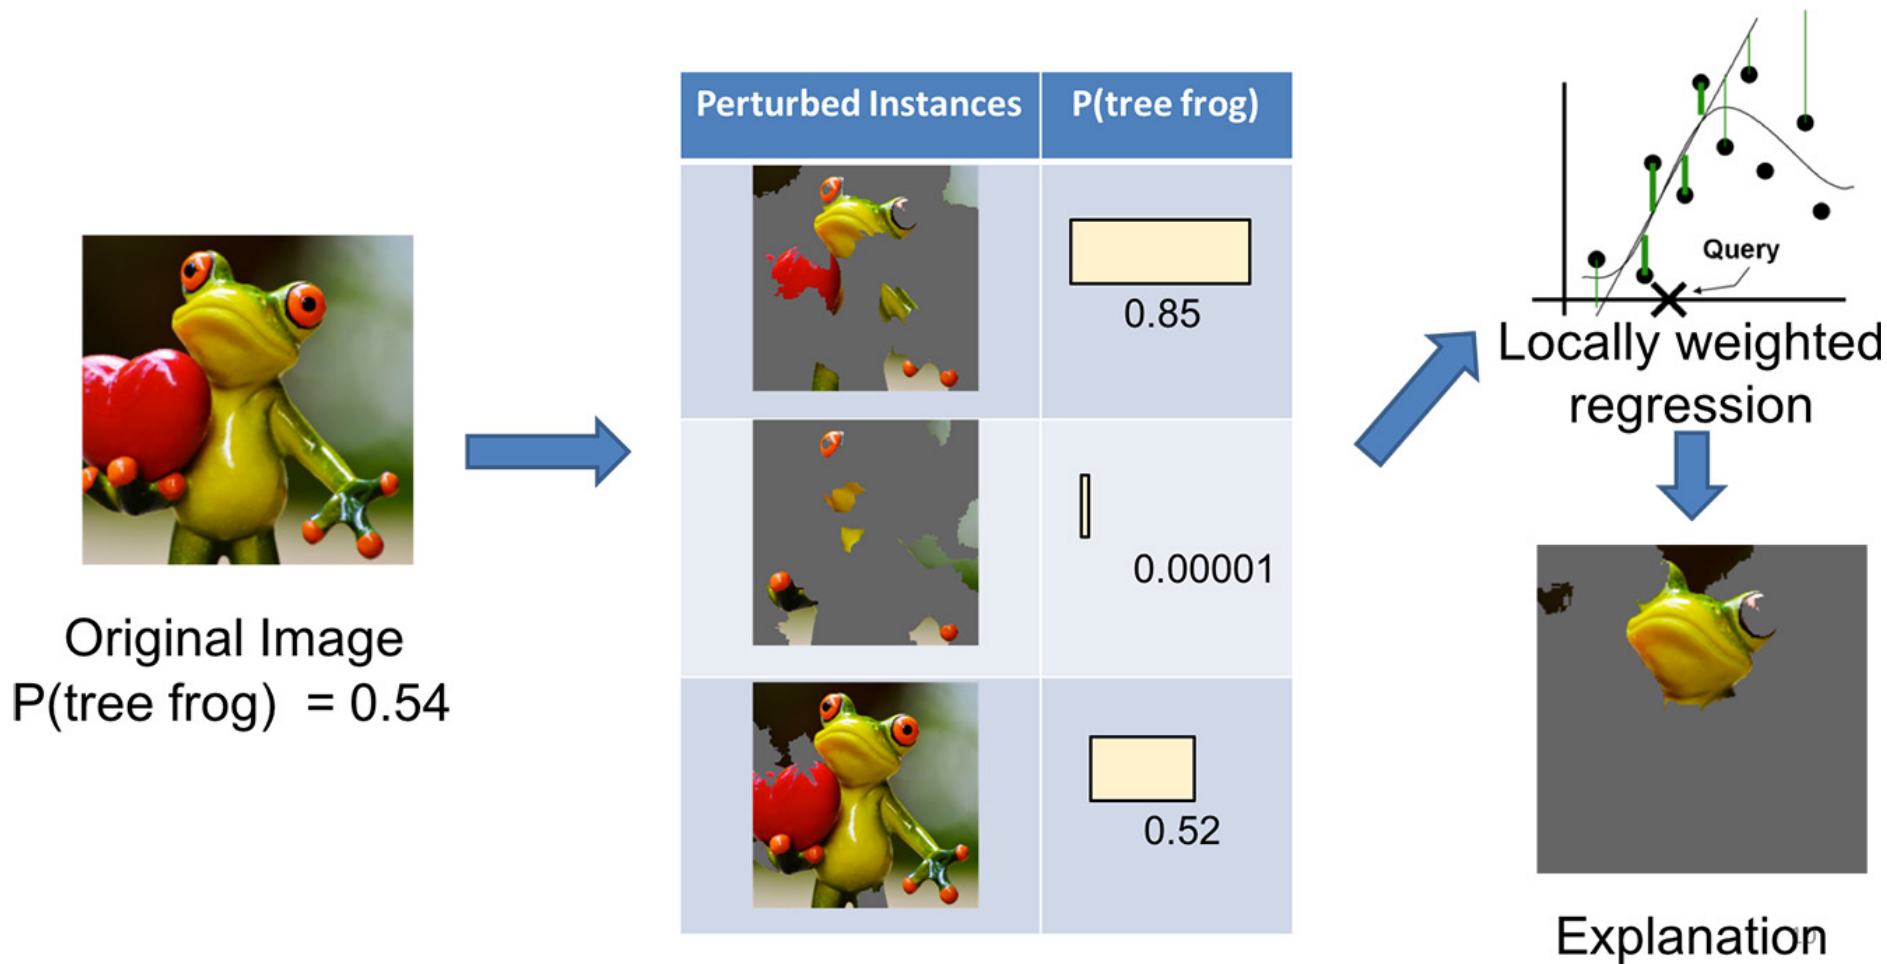 Original Image
P(tree frog) = 0.54
Perturbed Instances
P(tree frog)
0.85
0.00001
0.52
Query
Locally weighted
regression
Explanation